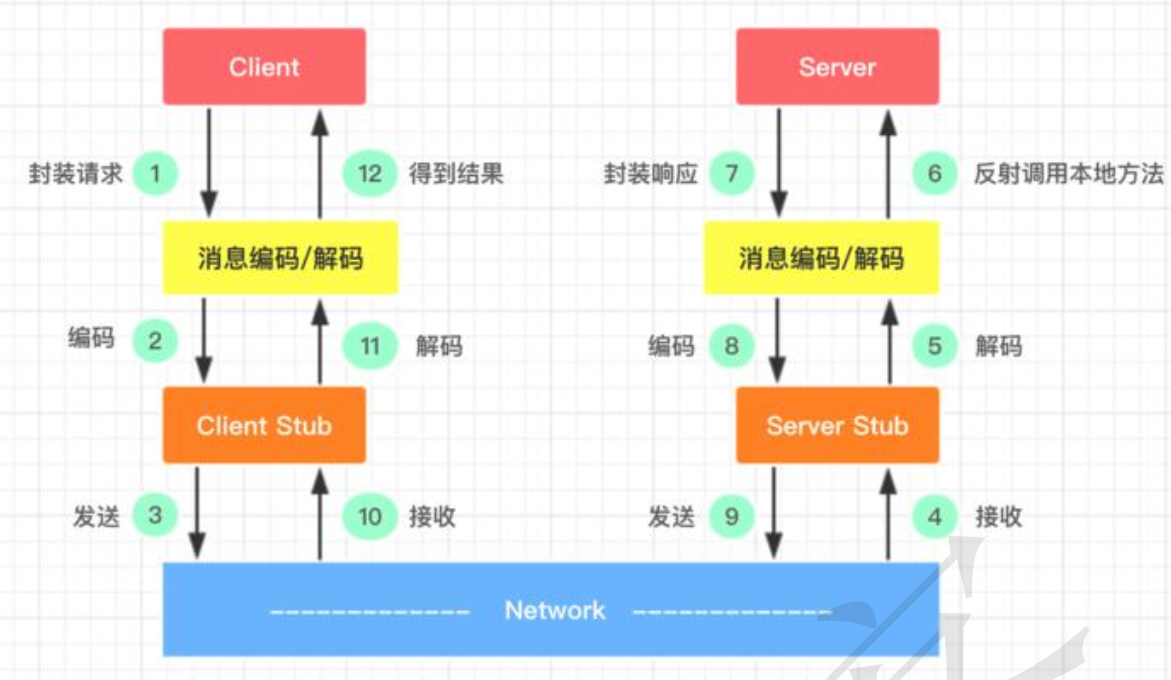 Client
Server
封装请求 1
12 得到结果
封装响应 7
6 反射调用本地方法
消息编码/解码
消息编码/解码
编码 2
11 解码
编码 8
5 解码
Client Stub
Server Stub
发送 3
10 接收
发送 9
4 接收
Network